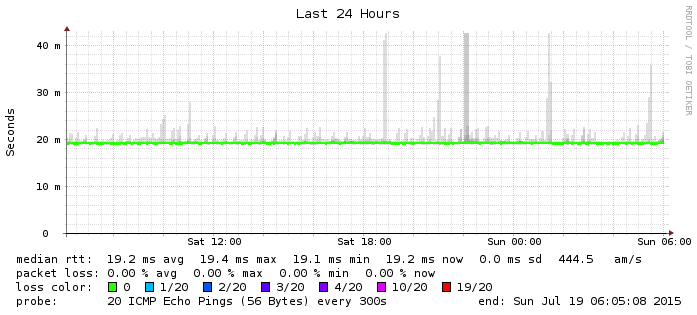 Last 24 Hours
RRDTOOL / TOBI OETIKER
Seconds
40 m
30 m
20 m
10 m
0
Sat 12:00 Sat 18:00 Sun 00:00 Sun 06:00
median rtt: 19.2 ms avg 19.4 ms max 19.1 ms min 19.2 ms now 0.0 ms sd 444.5 am/s
packet loss: 0.00 % avg 0.00 % max 0.00 % min 0.00 % now
loss color: 0 1/20 2/20 3/20 4/20 10/20 19/20
probe: 20 ICMP Echo Pings (56 Bytes) every 300s end: Sun Jul 19 06:05:08 2015